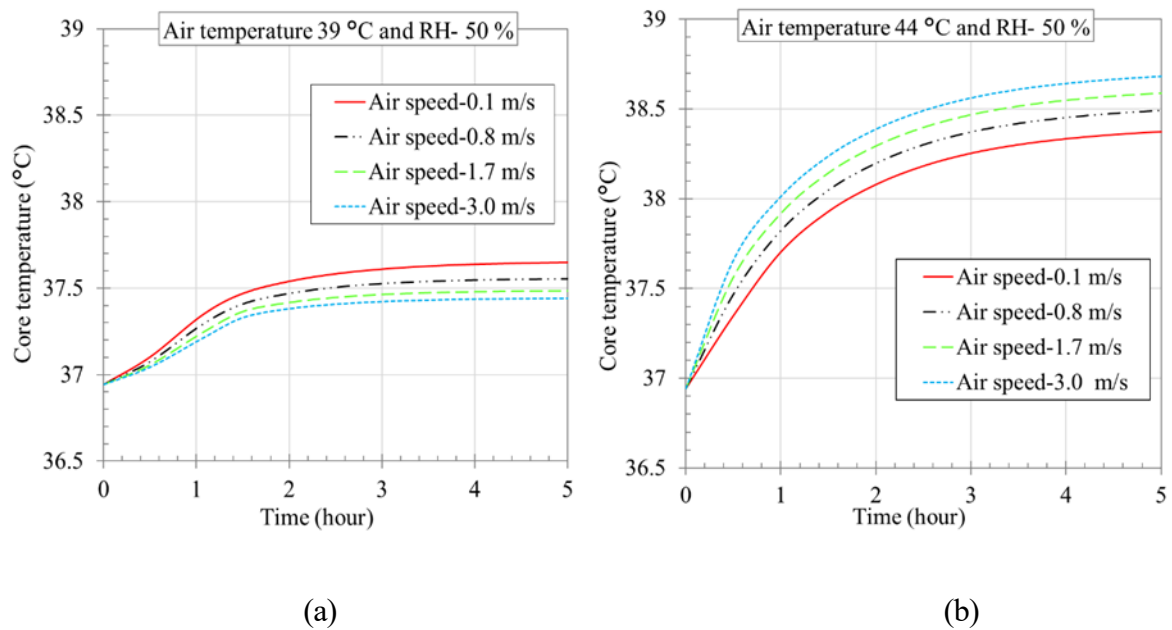 Air temperature 39 °C and RH- 50 %
Air speed-0.1 m/s
Air speed-0.8 m/s
Air speed-1.7 m/s
Air speed-3.0 m/s
Core temperature (°C)
39
38.5
38
37.5
37
36.5
0
1
2
3
4
5
Time (hour)
(a)
Air temperature 44 °C and RH- 50 %
Air speed-0.1 m/s
Air speed-0.8 m/s
Air speed-1.7 m/s
Air speed-3.0 m/s
Core temperature (°C)
39
38.5
38
37.5
37
36.5
0
1
2
3
4
5
Time (hour)
(b)